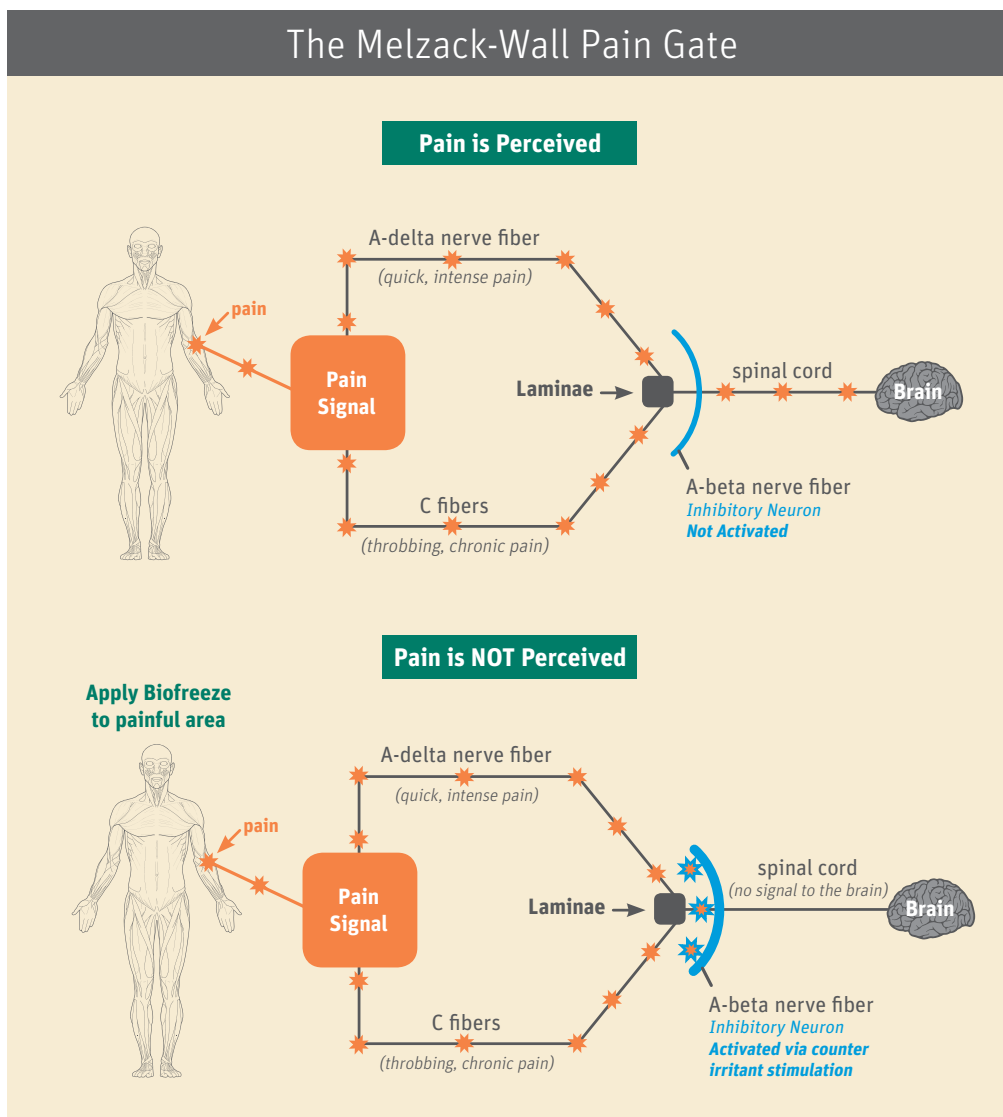 The Melzack-Wall Pain Gate
Pain is Perceived
A-delta nerve fiber
(quick, intense pain)
pain
Pain
Signal
Laminae
spinal cord
Brain
C fibers
(throbbing, chronic pain)
A-beta nerve fiber
Inhibitory Neuron
Not Activated
Pain is NOT Perceived
Apply Biofreeze
to painful area
A-delta nerve fiber
(quick, intense pain)
pain
Pain
Signal
Laminae
spinal cord
(no signal to the brain)
Brain
C fibers
(throbbing, chronic pain)
A-beta nerve fiber
Inhibitory Neuron
Activated via counter
irritant stimulation